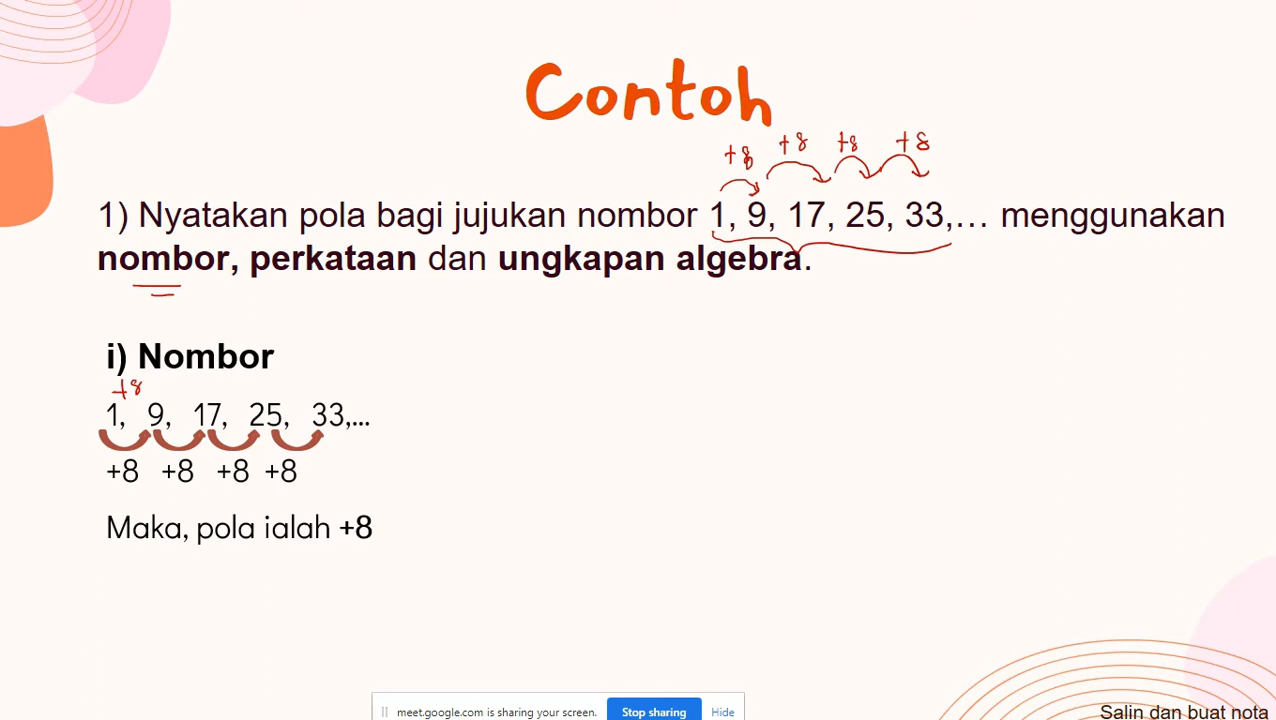 Contoh
+8 +8 +8 +8
1) Nyatakan pola bagi jujukan nombor 1, 9, 17, 25, 33,... menggunakan
nombor, perkataan dan ungkapan algebra.
i) Nombor
+8
1, 9, 17, 25, 33,...
+8 +8 +8 +8
Maka, pola ialah +8
meet.google.com is sharing your screen. Stop sharing Hide
Salin dan buat nota